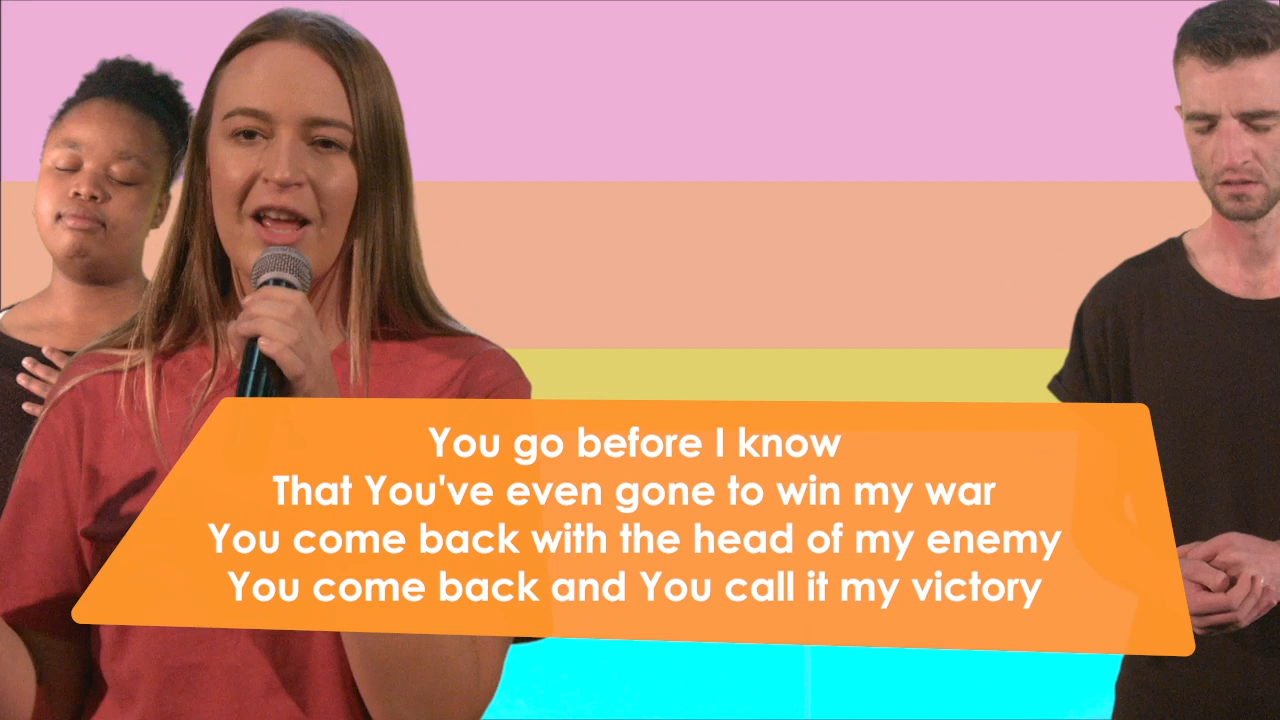 You go before I know
That You've even gone to win my war
You come back with the head of my enemy
You come back and You call it my victory